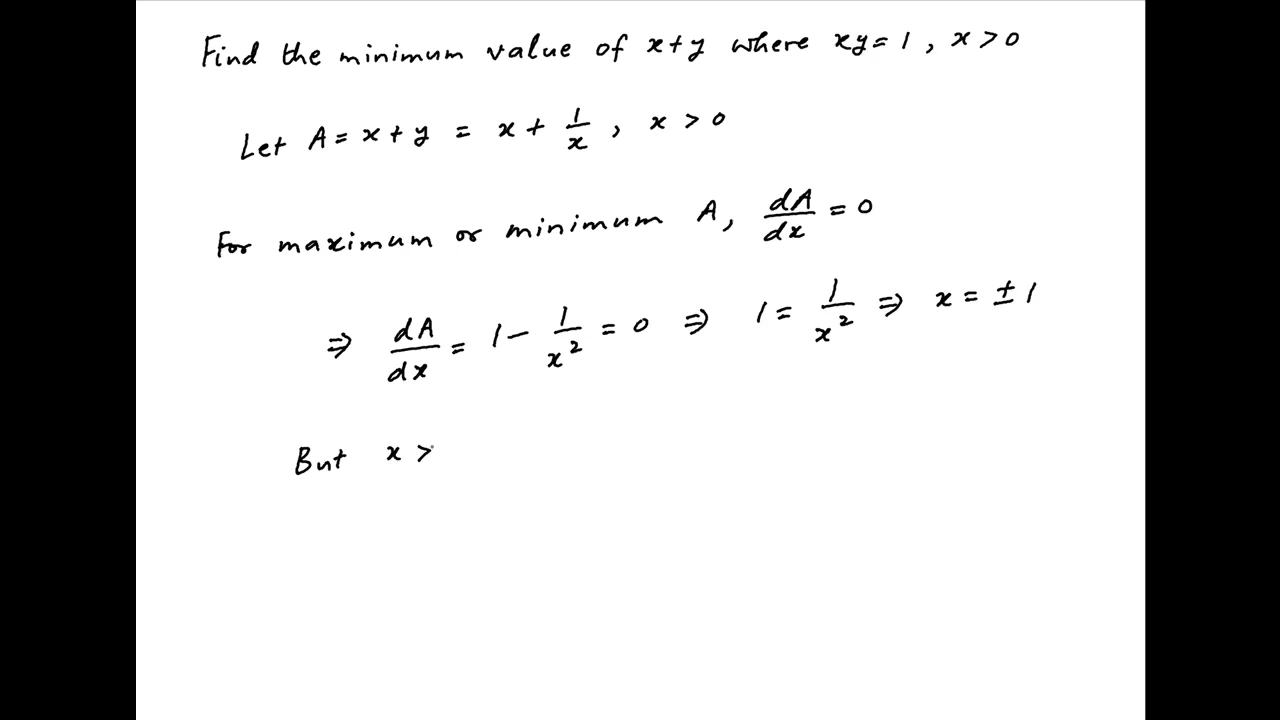 Find the minimum value of x+y where xy=1, x>0
Let A = x+y = x + 1/x, x>0
For maximum or minimum A, dA/dx = 0
⇒ dA/dx = 1 − 1/x² = 0 ⇒ 1 = 1/x² ⇒ x = ±1
But x >